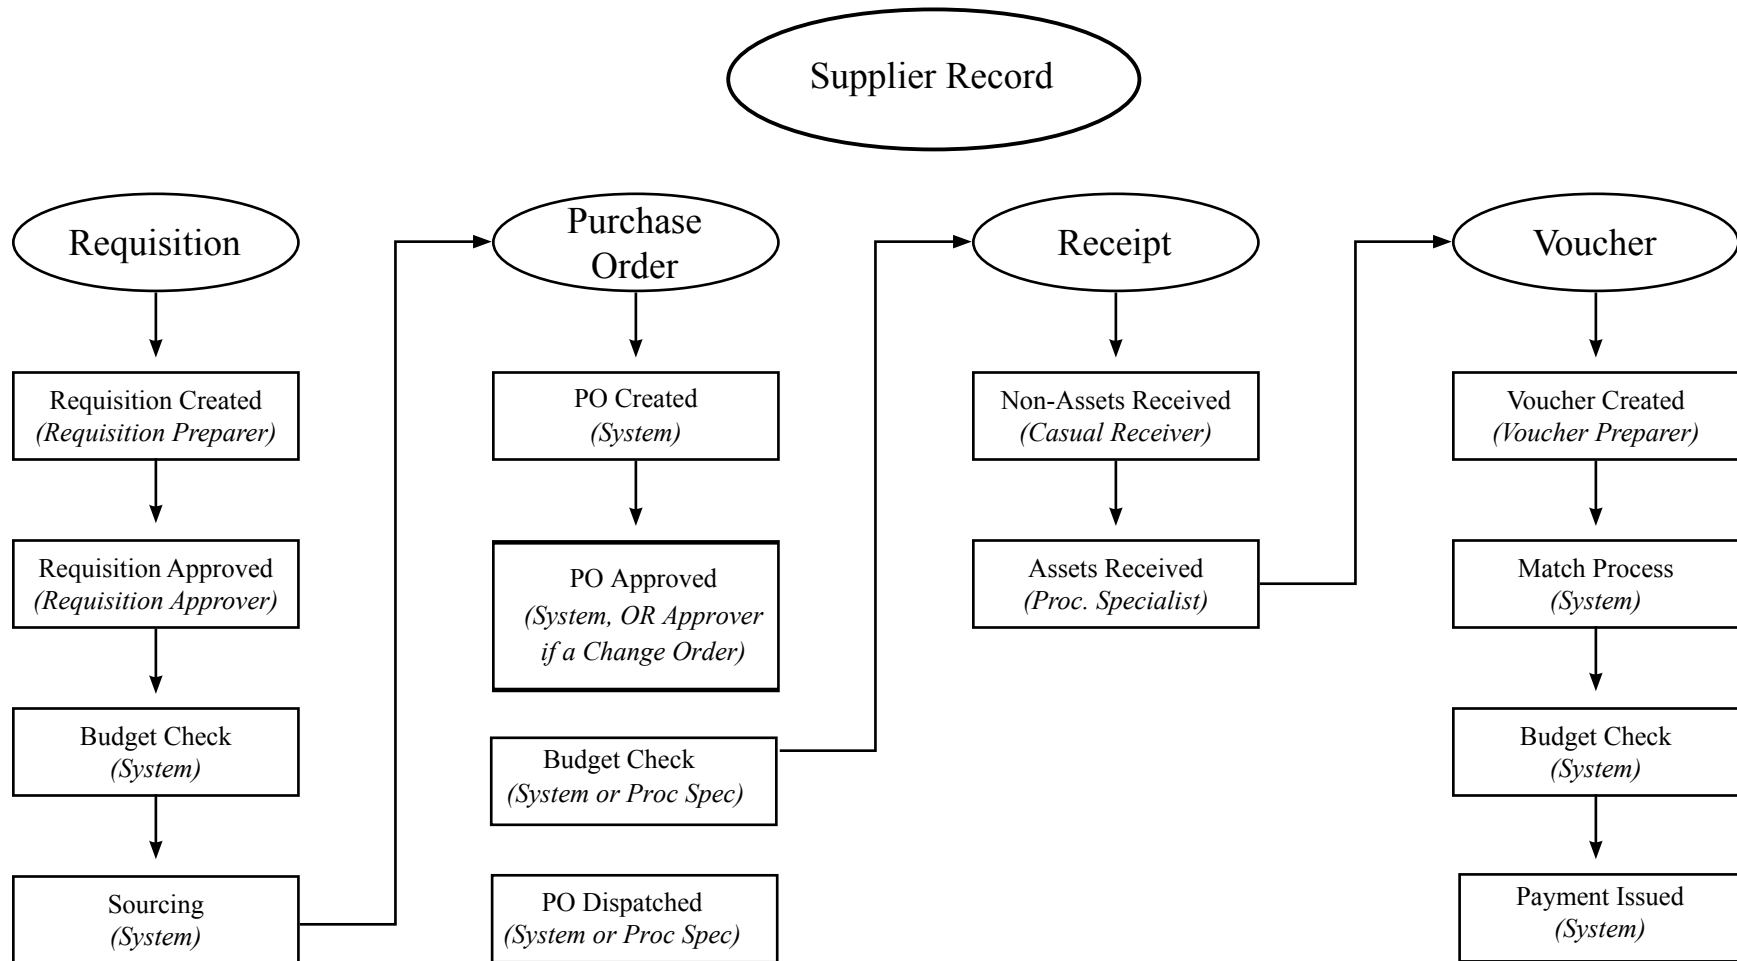 Supplier Record
Requisition
Requisition Created
(Requisition Preparer)
Requisition Approved
(Requisition Approver)
Budget Check
(System)
Sourcing
(System)
Purchase
Order
PO Created
(System)
PO Approved
(System, OR Approver
if a Change Order)
Budget Check
(System or Proc Spec)
PO Dispatched
(System or Proc Spec)
Receipt
Non-Assets Received
(Casual Receiver)
Assets Received
(Proc. Specialist)
Voucher
Voucher Created
(Voucher Preparer)
Match Process
(System)
Budget Check
(System)
Payment Issued
(System)